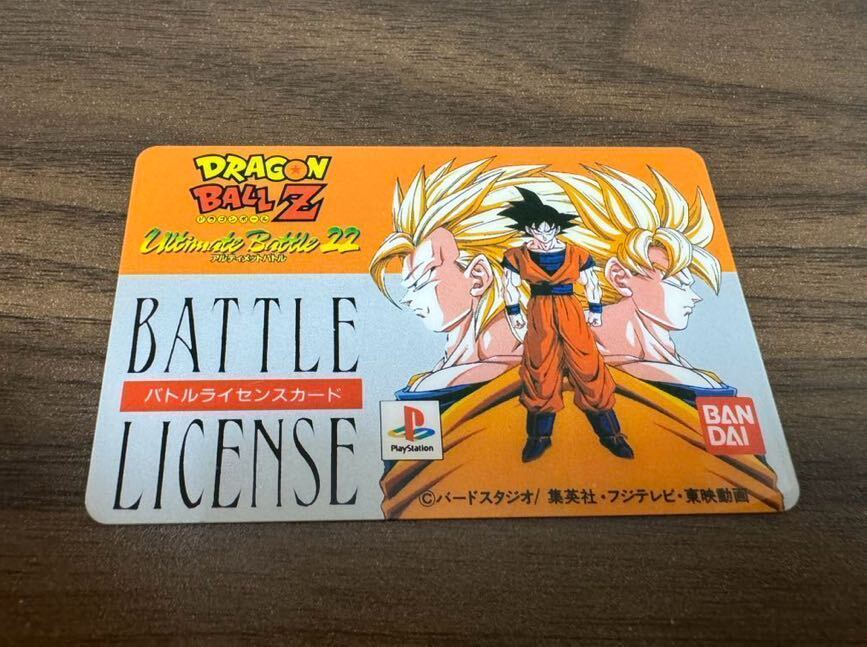 DRAGON
BALL Z
ドラゴンボール
Ultimate Battle 22
アルティメットバトル
BATTLE
バトルライセンスカード
LICENSE
PlayStation
BAN
DAI
©バードスタジオ/ 集英社・フジテレビ・東映動画